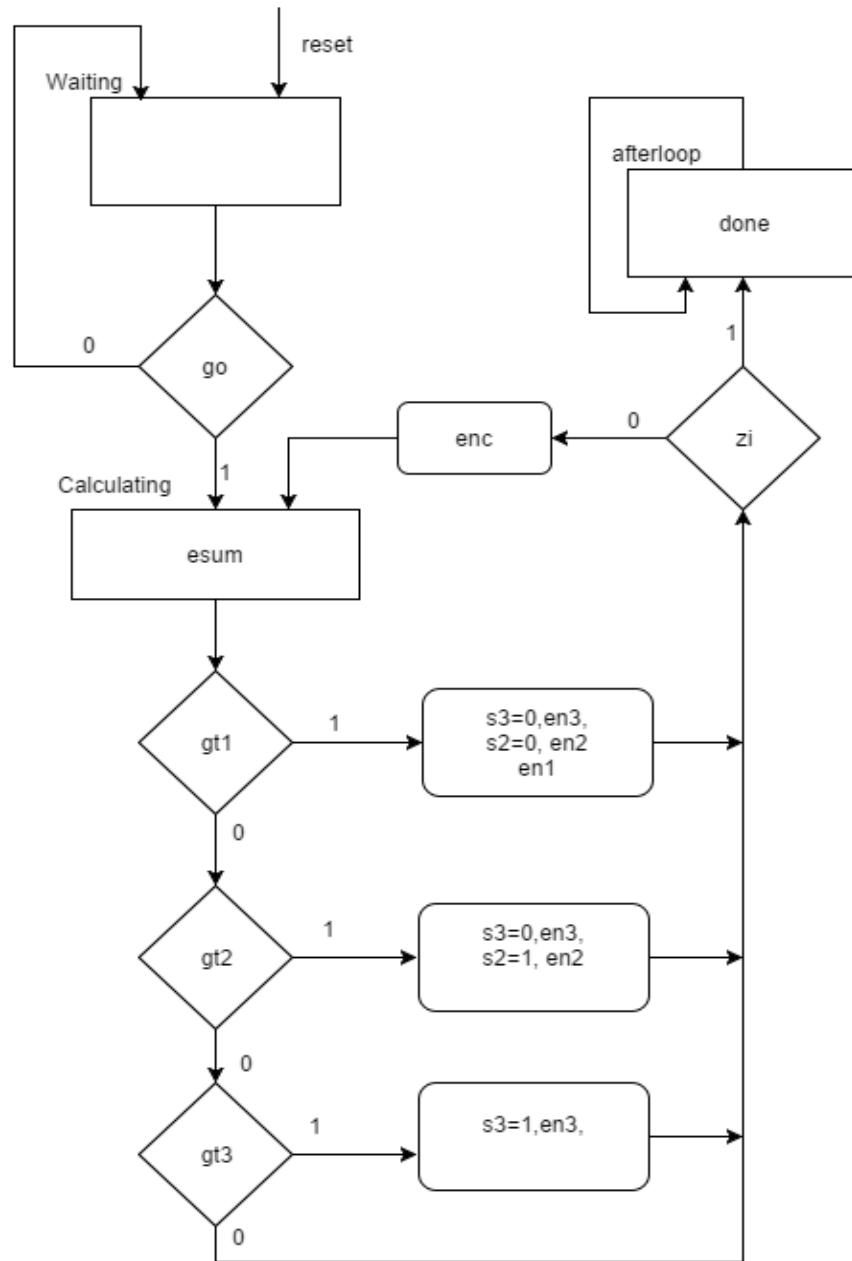 reset
Waiting
afterloop
done
0
go
1
1
0
enc
zi
Calculating
esum
gt1
1
s3=0,en3,
s2=0, en2
en1
0
gt2
1
s3=0,en3,
s2=1, en2
0
gt3
1
s3=1,en3,
0